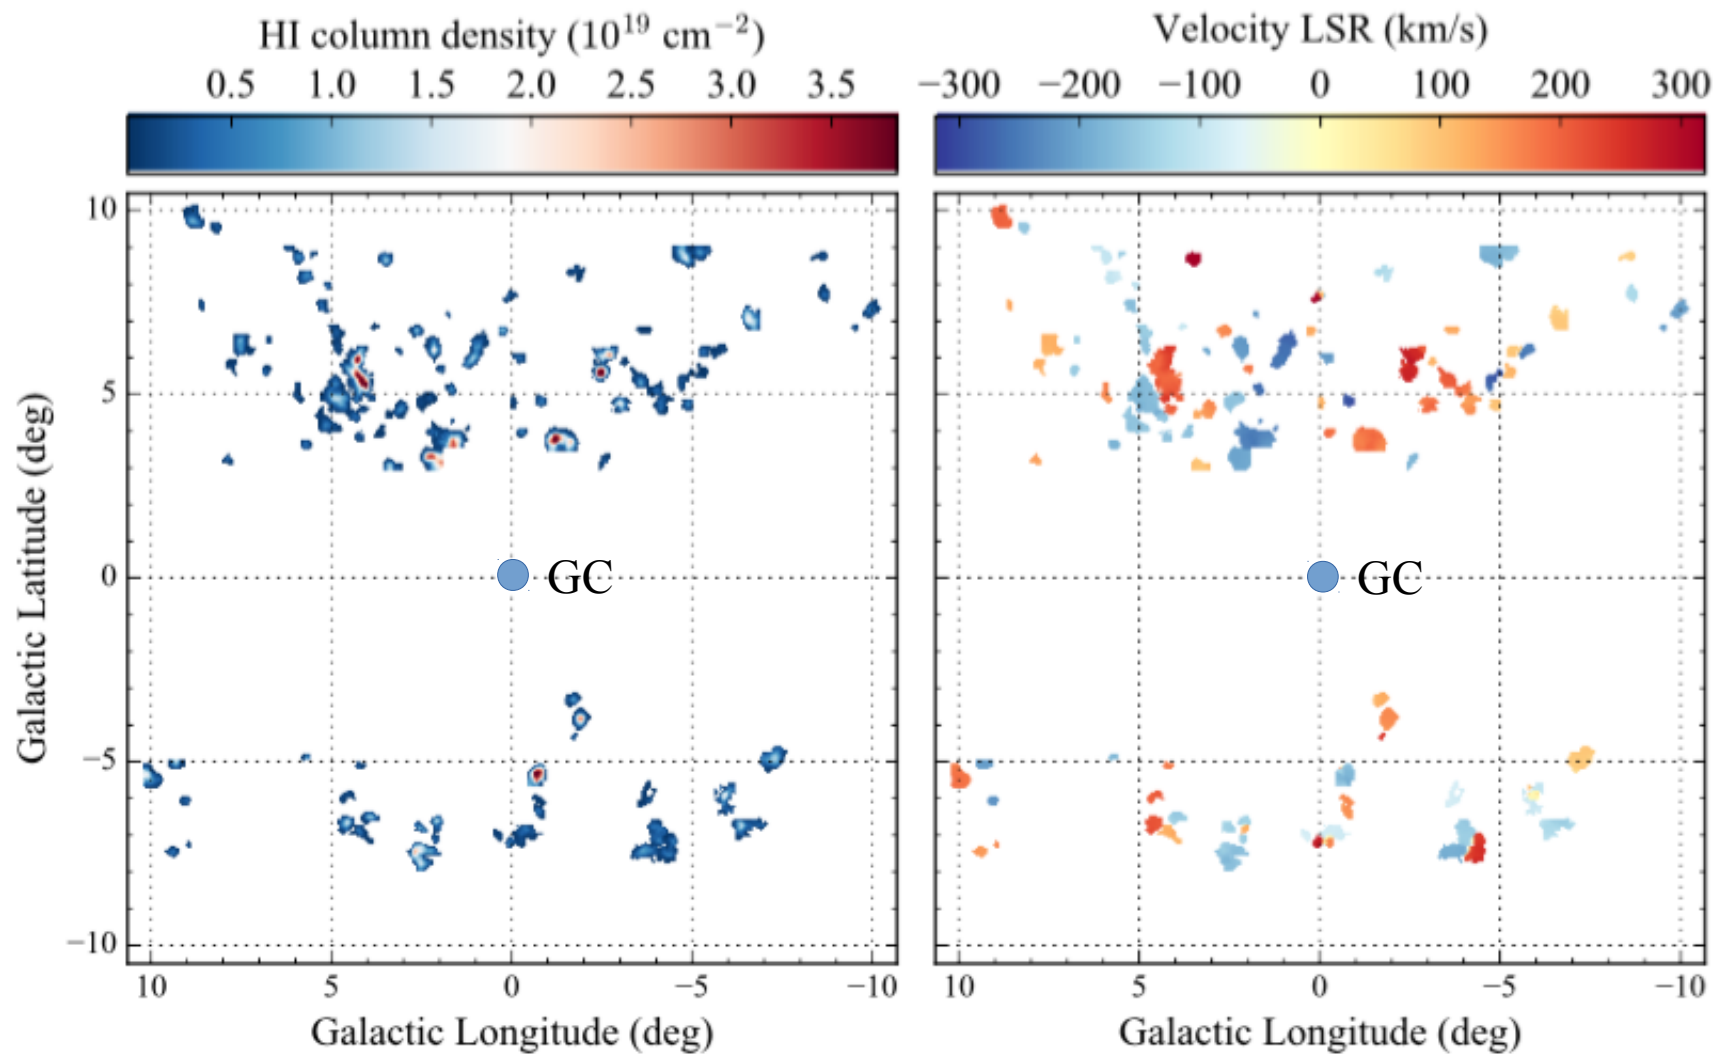 HI column density (10¹⁹ cm⁻²)
0.5 1.0 1.5 2.0 2.5 3.0 3.5
Velocity LSR (km/s)
−300 −200 −100 0 100 200 300
Galactic Latitude (deg)
10
5
0
−5
−10
GC
GC
10 5 0 −5 −10
Galactic Longitude (deg)
10 5 0 −5 −10
Galactic Longitude (deg)